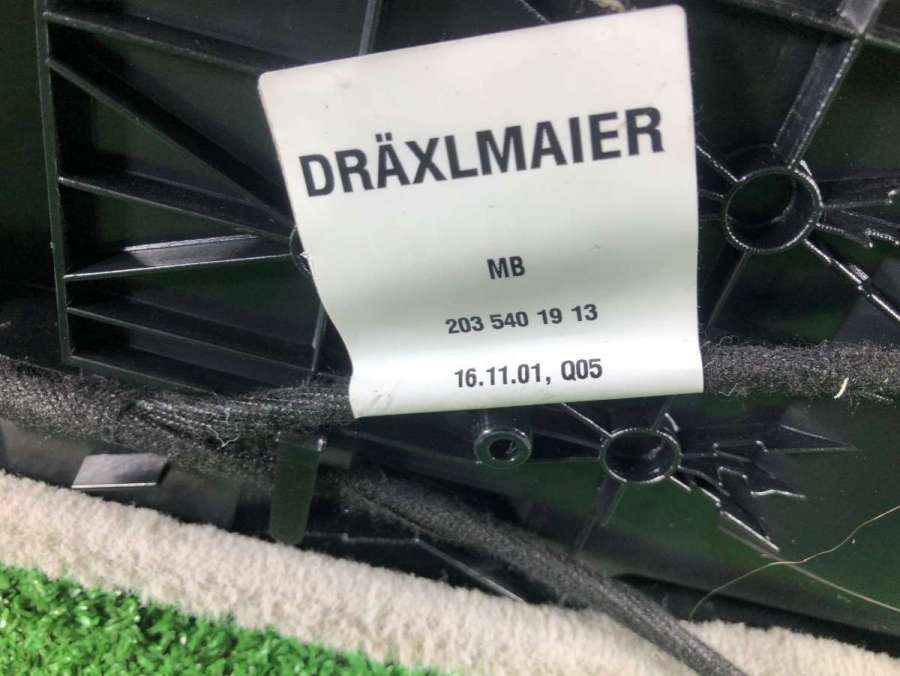 DRÄXLMAIER
MB
203 540 19 13
16.11.01, Q05